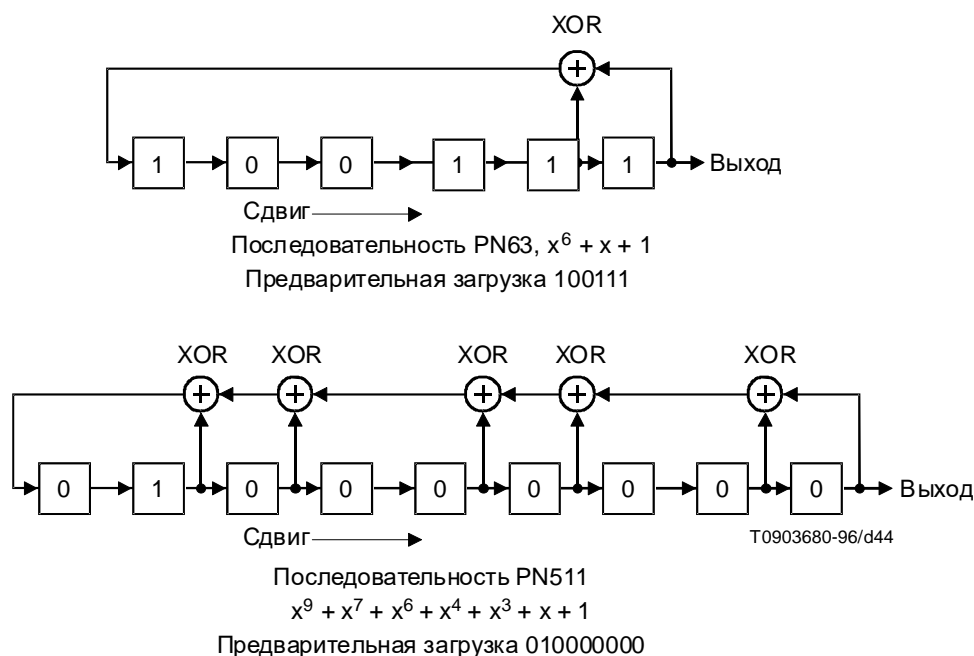 XOR
1 0 0 1 1 1 Выход
Сдвиг
Последовательность PN63, x⁶ + x + 1
Предварительная загрузка 100111
XOR XOR XOR XOR XOR
0 1 0 0 0 0 0 0 0 Выход
Сдвиг T0903680-96/d44
Последовательность PN511
x⁹ + x⁷ + x⁶ + x⁴ + x³ + x + 1
Предварительная загрузка 010000000